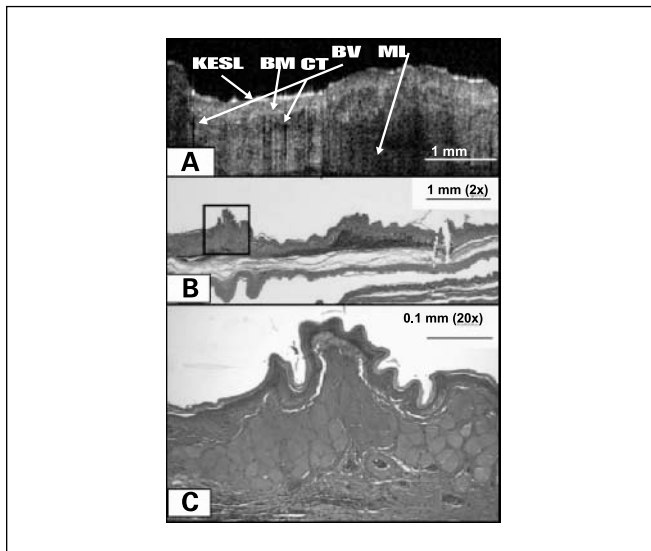 BV ML
KESL BM CT
1 mm
A
1 mm (2x)
B
0.1 mm (20x)
C